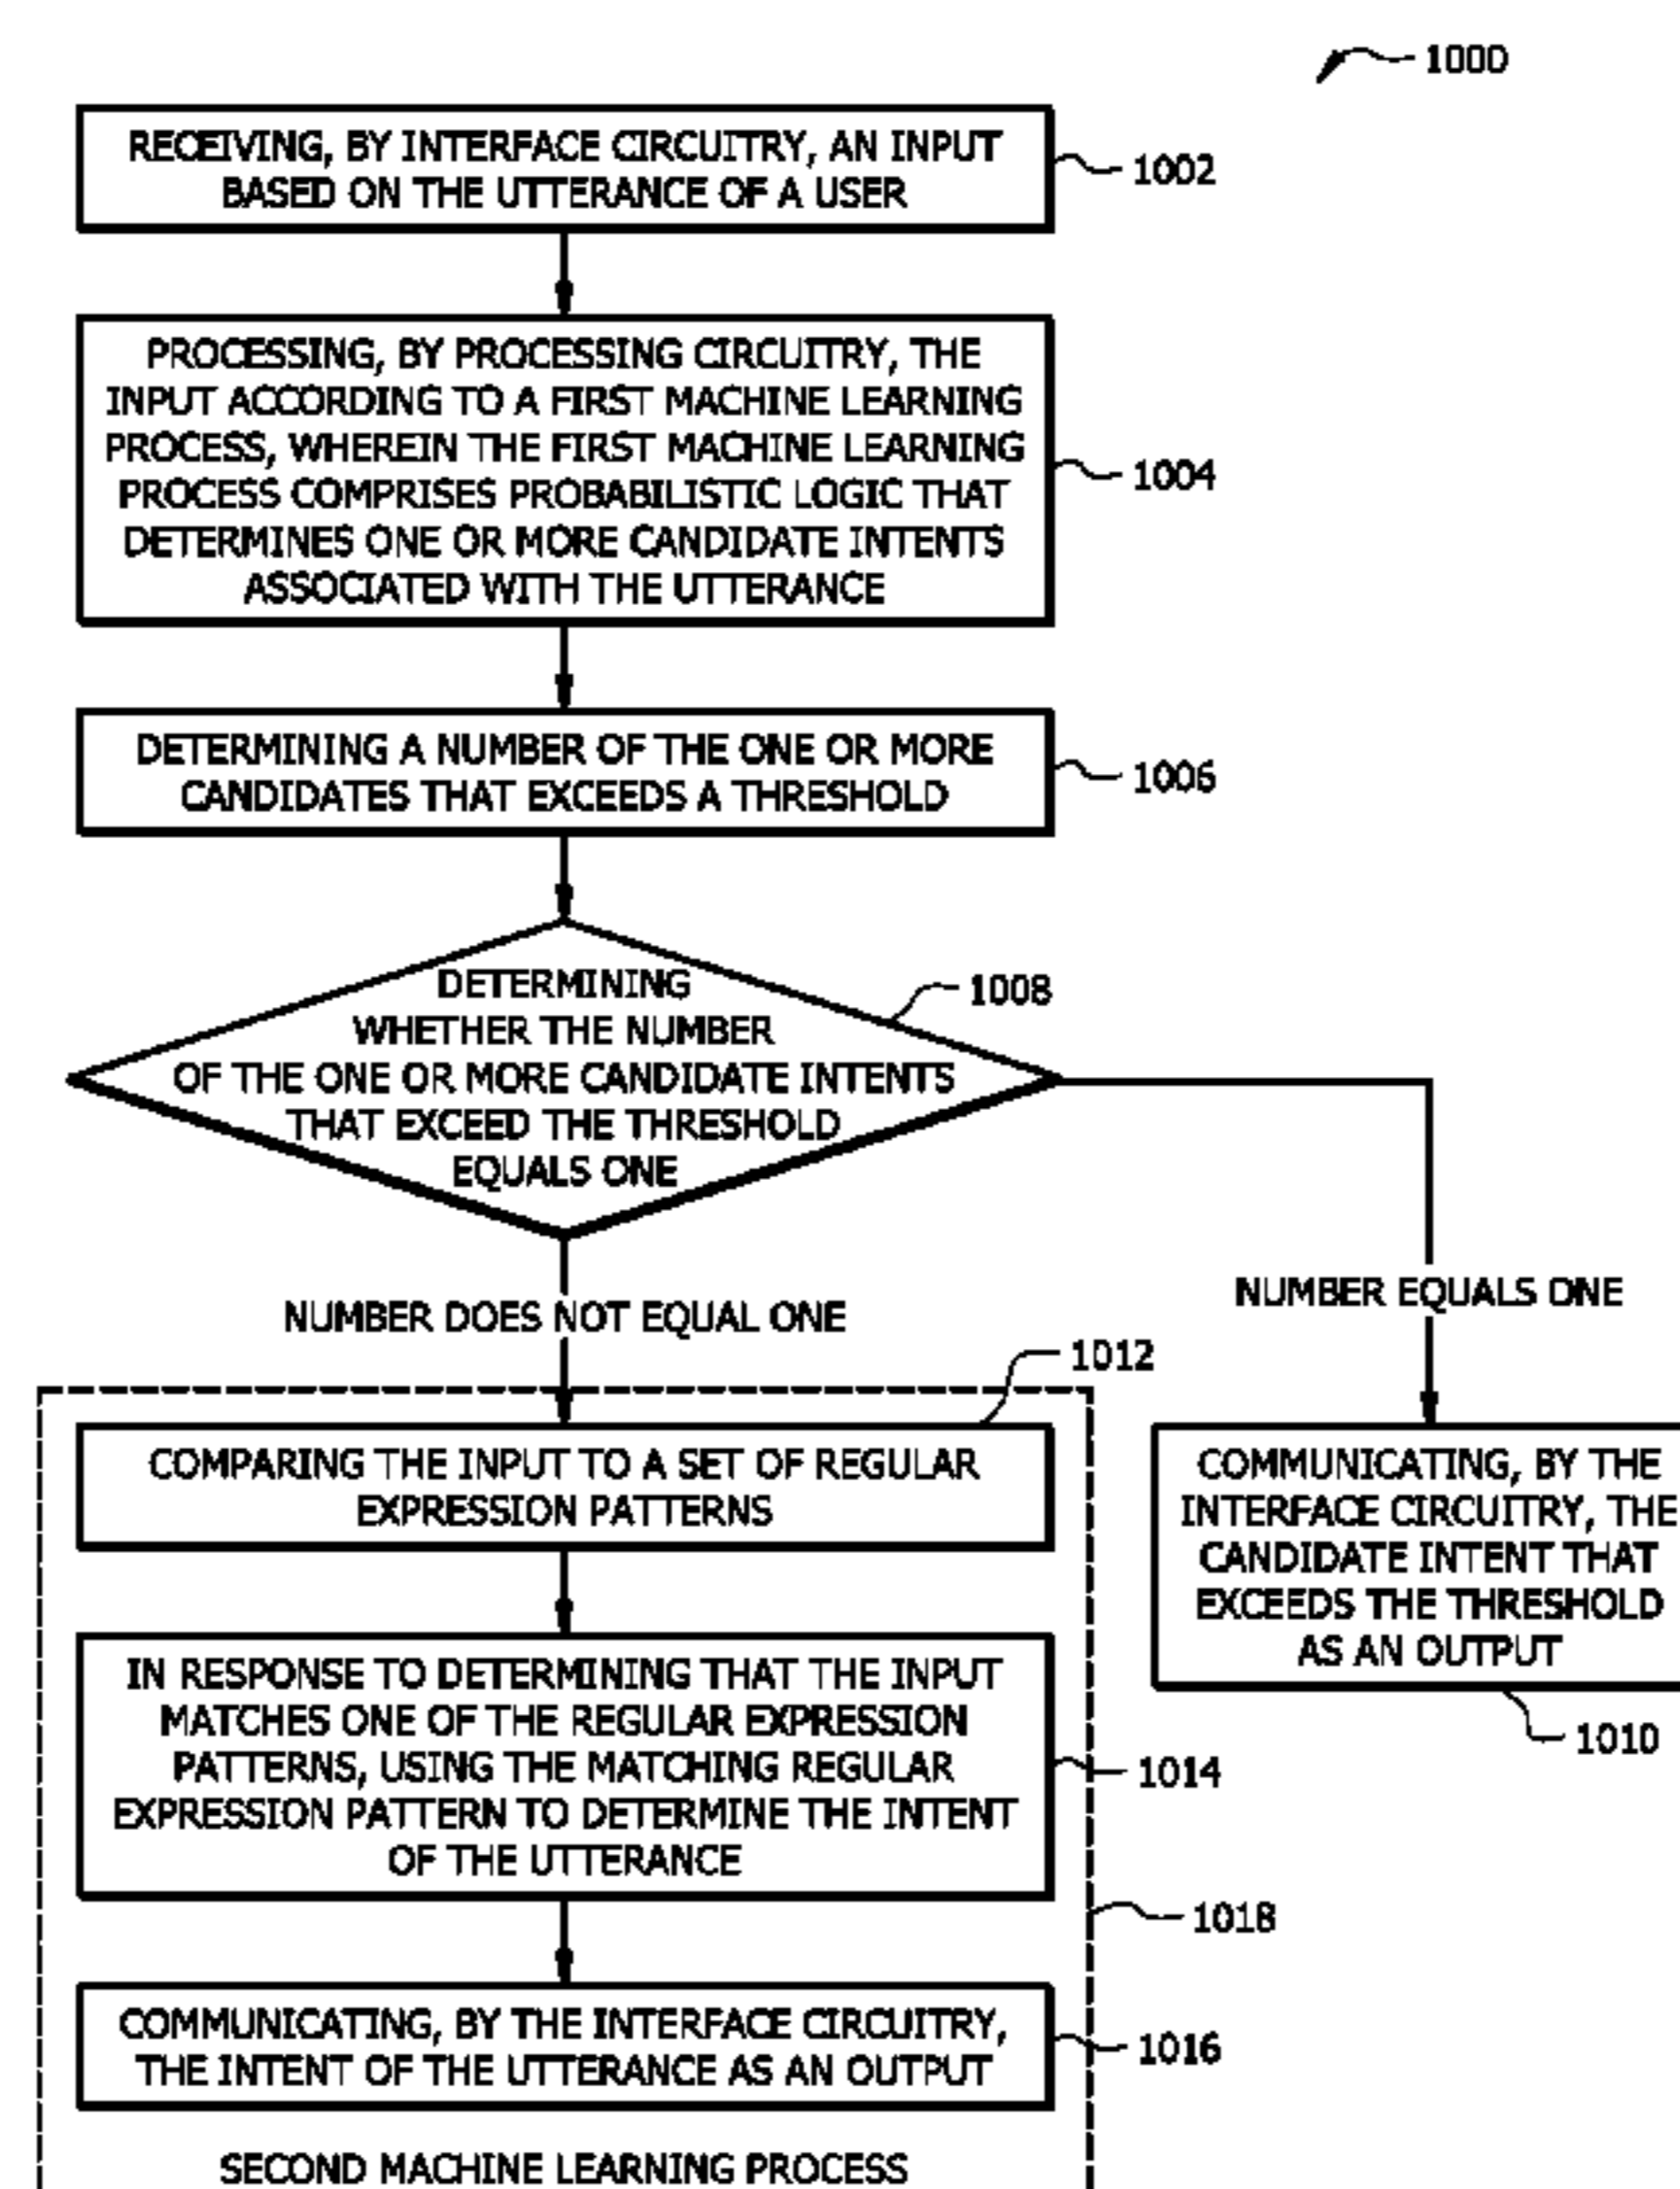 1000
RECEIVING, BY INTERFACE CIRCUITRY, AN INPUT
BASED ON THE UTTERANCE OF A USER
1002
PROCESSING, BY PROCESSING CIRCUITRY, THE
INPUT ACCORDING TO A FIRST MACHINE LEARNING
PROCESS, WHEREIN THE FIRST MACHINE LEARNING
PROCESS COMPRISES PROBABILISTIC LOGIC THAT
DETERMINES ONE OR MORE CANDIDATE INTENTS
ASSOCIATED WITH THE UTTERANCE
1004
DETERMINING A NUMBER OF THE ONE OR MORE
CANDIDATES THAT EXCEEDS A THRESHOLD
1006
DETERMINING
WHETHER THE NUMBER
OF THE ONE OR MORE CANDIDATE INTENTS
THAT EXCEED THE THRESHOLD
EQUALS ONE
1008
NUMBER DOES NOT EQUAL ONE
NUMBER EQUALS ONE
1012
COMPARING THE INPUT TO A SET OF REGULAR
EXPRESSION PATTERNS
COMMUNICATING, BY THE
INTERFACE CIRCUITRY, THE
CANDIDATE INTENT THAT
EXCEEDS THE THRESHOLD
AS AN OUTPUT
1010
IN RESPONSE TO DETERMINING THAT THE INPUT
MATCHES ONE OF THE REGULAR EXPRESSION
PATTERNS, USING THE MATCHING REGULAR
EXPRESSION PATTERN TO DETERMINE THE INTENT
OF THE UTTERANCE
1014
1018
COMMUNICATING, BY THE INTERFACE CIRCUITRY,
THE INTENT OF THE UTTERANCE AS AN OUTPUT
1016
SECOND MACHINE LEARNING PROCESS